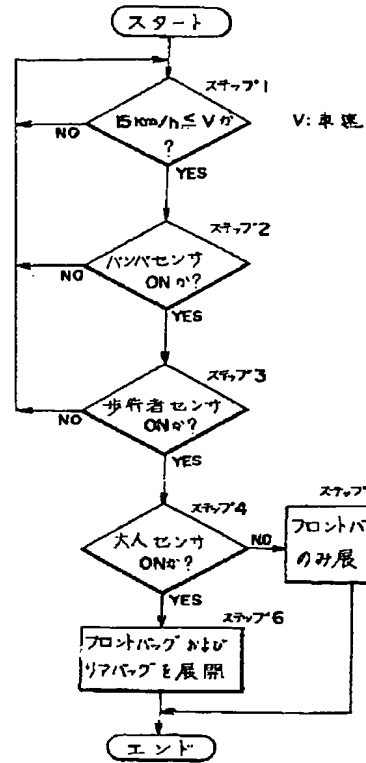 スタート
ステップ1
15Km/h≦Vか
?
V:車速
NO
YES
ステップ2
バンパセンサ
ONか?
NO
YES
ステップ3
歩行者センサ
ONか?
NO
YES
ステップ4
大人センサ
ONか?
NO
YES
ステップ
フロントバ
のみ展
ステップ6
フロントバッグおよび
リアバッグを展開
エンド